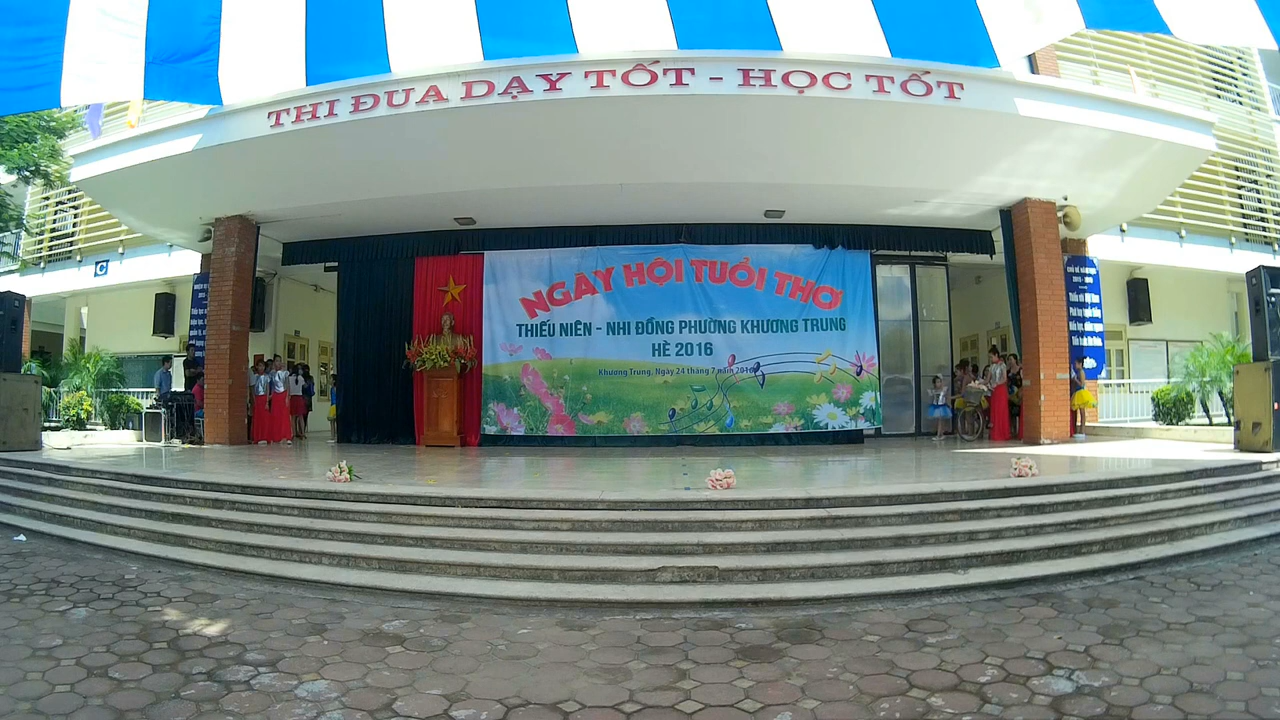 THI ĐUA DẠY TỐT - HỌC TỐT
C
NGÀY HỘI TUỔI THƠ
THIẾU NIÊN - NHI ĐỒNG PHƯỜNG KHƯƠNG TRUNG
HÈ 2016
Khương Trung, Ngày 24 tháng 7 năm 2016